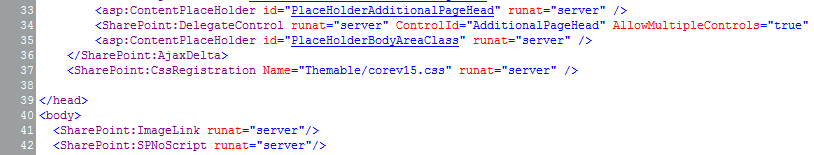 33 <asp:ContentPlaceHolder id="PlaceHolderAdditionalPageHead" runat="server" />
34 <SharePoint:DelegateControl runat="server" ControlId="AdditionalPageHead" AllowMultipleControls="true"
35 <asp:ContentPlaceHolder id="PlaceHolderBodyAreaClass" runat="server" />
36 </SharePoint:AjaxDelta>
37 <SharePoint:CssRegistration Name="Themable/corev15.css" runat="server" />
38
39 </head>
40 <body>
41 <SharePoint:ImageLink runat="server"/>
42 <SharePoint:SPNoScript runat="server"/>